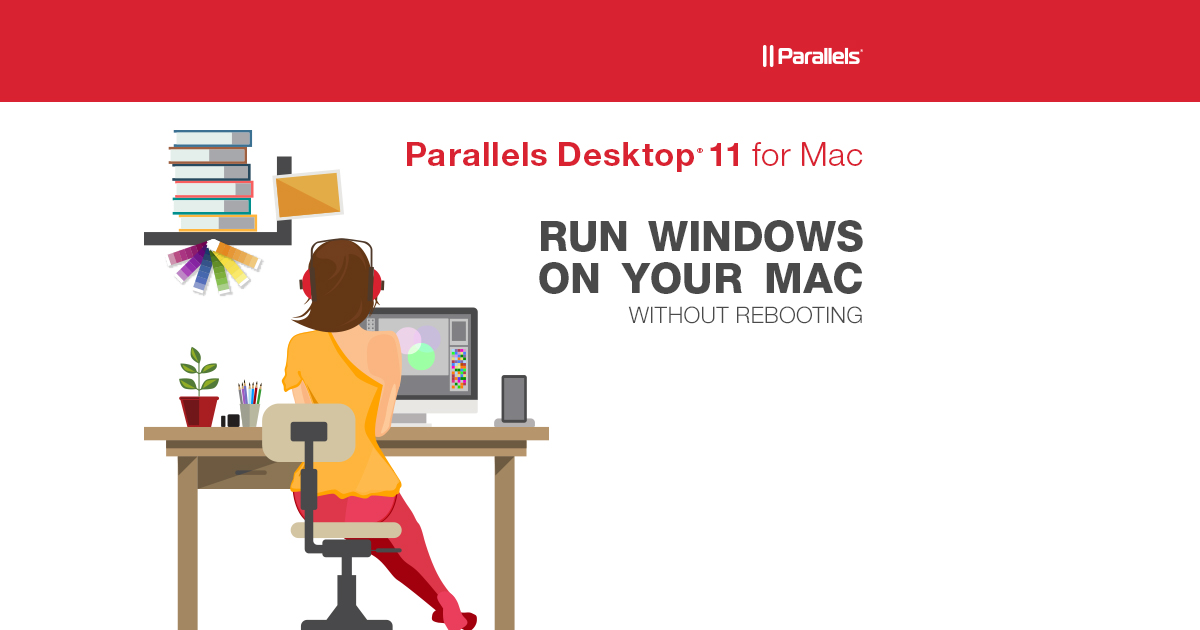 Parallels®
Parallels Desktop® 11 for Mac
RUN WINDOWS
ON YOUR MAC
WITHOUT REBOOTING